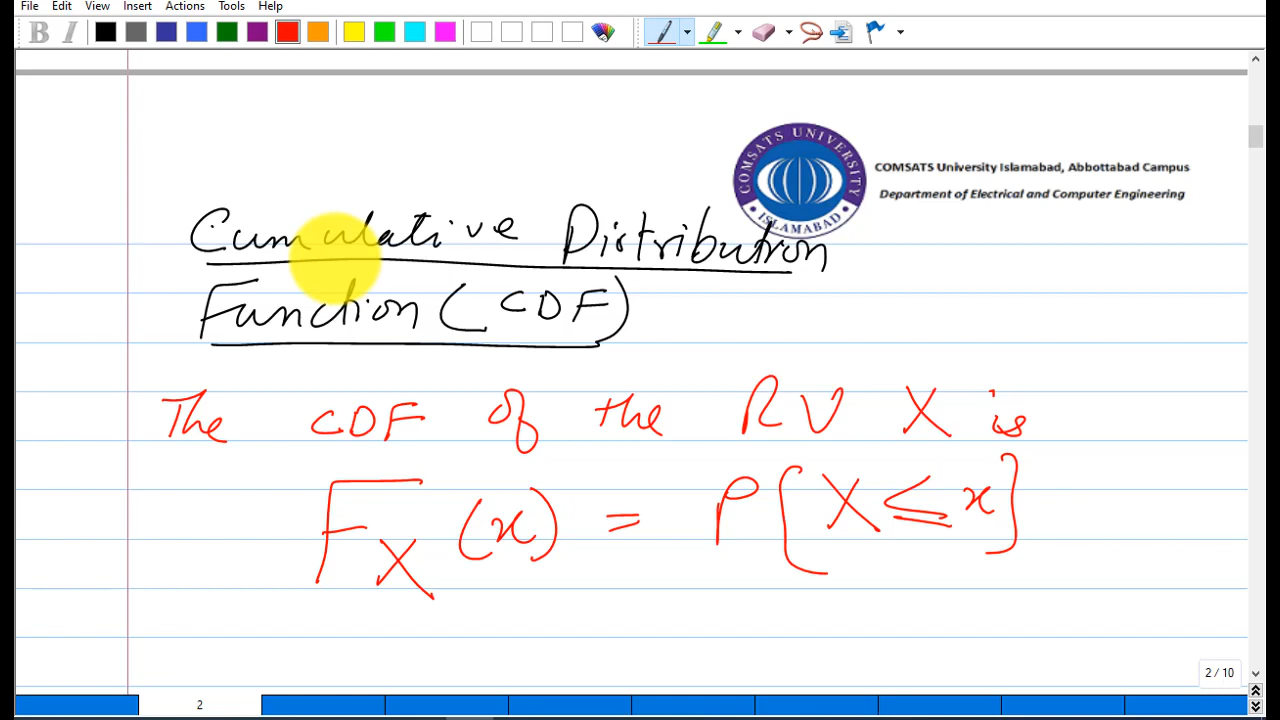 File Edit View Insert Actions Tools Help
B I
COMSATS UNIVERSITY
ISLAMABAD
COMSATS University Islamabad, Abbottabad Campus
Department of Electrical and Computer Engineering
Cumulative Distribution
Function (CDF)
The CDF of the RV X is
F_X (x) = P[X ≤ x]
2 / 10
2